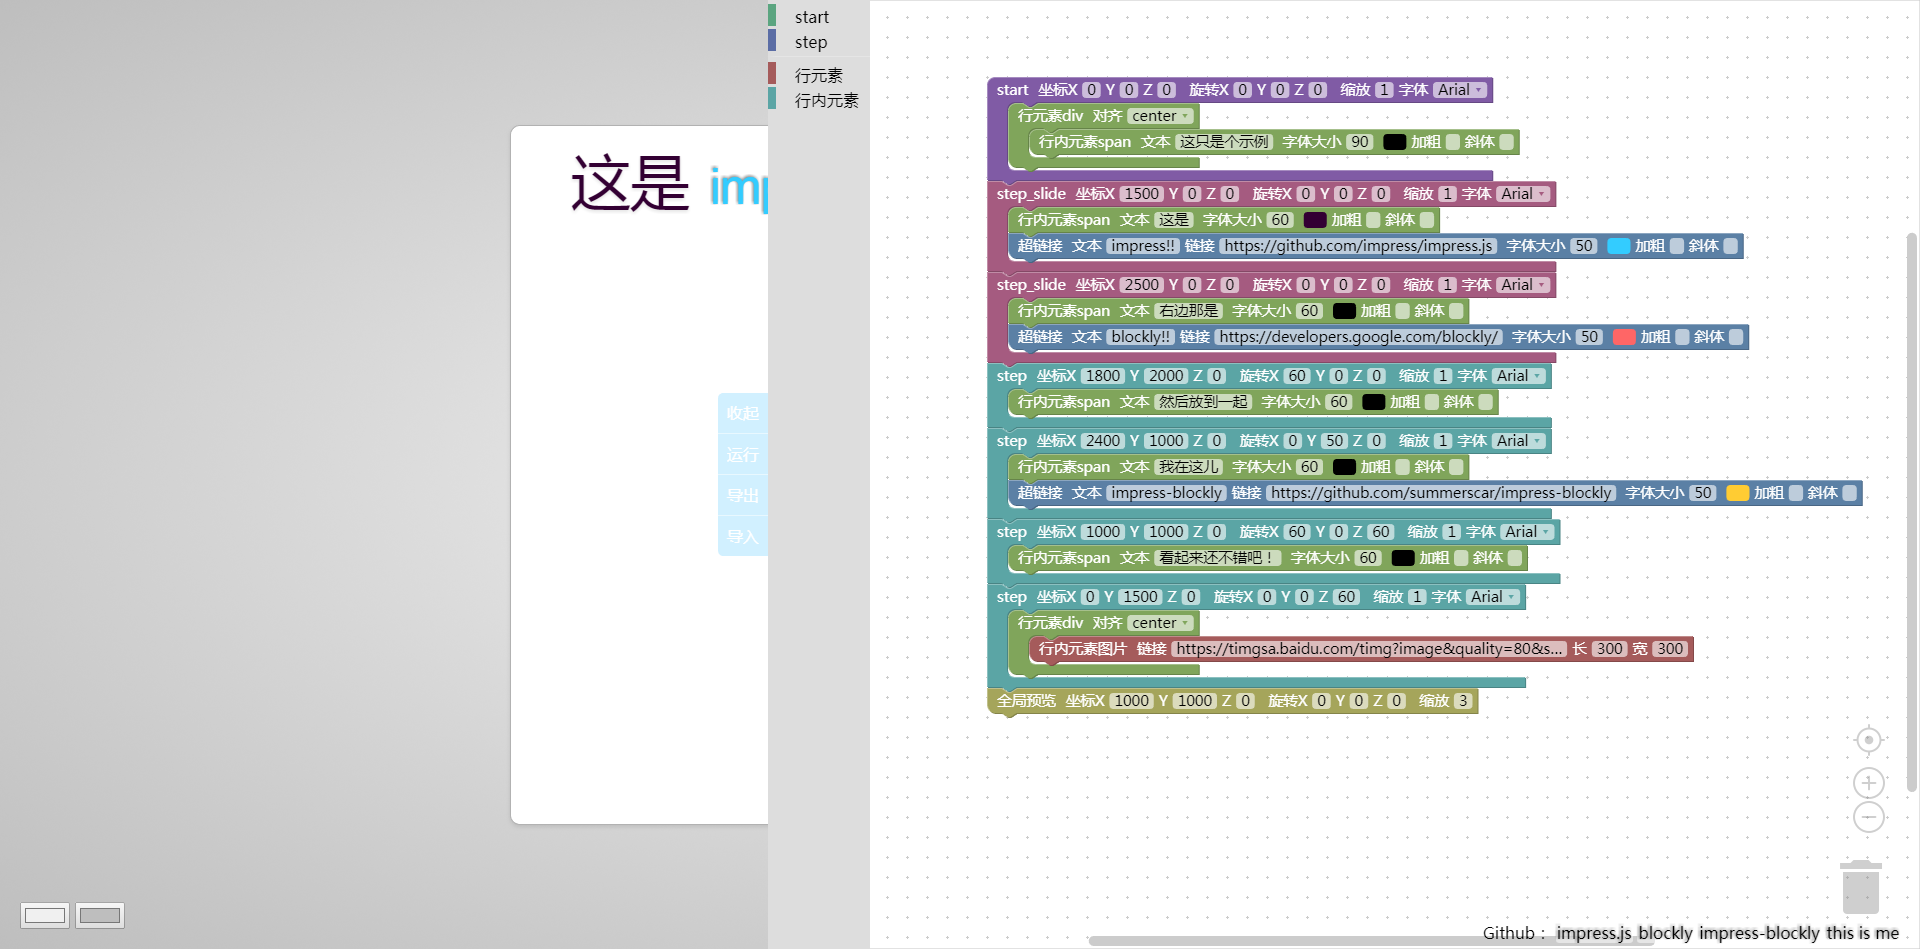 start
step
行元素
行内元素
这是 imp
收起
运行
导出
导入
start 坐标X 0 Y 0 Z 0 旋转X 0 Y 0 Z 0 缩放 1 字体 Arial
行元素div 对齐 center
行内元素span 文本 这只是个示例 字体大小 90 加粗 斜体
step_slide 坐标X 1500 Y 0 Z 0 旋转X 0 Y 0 Z 0 缩放 1 字体 Arial
行内元素span 文本 这是 字体大小 60 加粗 斜体
超链接 文本 impress!! 链接 https://github.com/impress/impress.js 字体大小 50 加粗 斜体
step_slide 坐标X 2500 Y 0 Z 0 旋转X 0 Y 0 Z 0 缩放 1 字体 Arial
行内元素span 文本 右边那是 字体大小 60 加粗 斜体
超链接 文本 blockly!! 链接 https://developers.google.com/blockly/ 字体大小 50 加粗 斜体
step 坐标X 1800 Y 2000 Z 0 旋转X 60 Y 0 Z 0 缩放 1 字体 Arial
行内元素span 文本 然后放到一起 字体大小 60 加粗 斜体
step 坐标X 2400 Y 1000 Z 0 旋转X 0 Y 50 Z 0 缩放 1 字体 Arial
行内元素span 文本 我在这儿 字体大小 60 加粗 斜体
超链接 文本 impress-blockly 链接 https://github.com/summerscar/impress-blockly 字体大小 50 加粗 斜体
step 坐标X 1000 Y 1000 Z 0 旋转X 60 Y 0 Z 60 缩放 1 字体 Arial
行内元素span 文本 看起来还不错吧！ 字体大小 60 加粗 斜体
step 坐标X 0 Y 1500 Z 0 旋转X 0 Y 0 Z 60 缩放 1 字体 Arial
行元素div 对齐 center
行内元素图片 链接 https://timgsa.baidu.com/timg?image&quality=80&s... 长 300 宽 300
全局预览 坐标X 1000 Y 1000 Z 0 旋转X 0 Y 0 Z 0 缩放 3
Github： impress.js blockly impress-blockly this is me